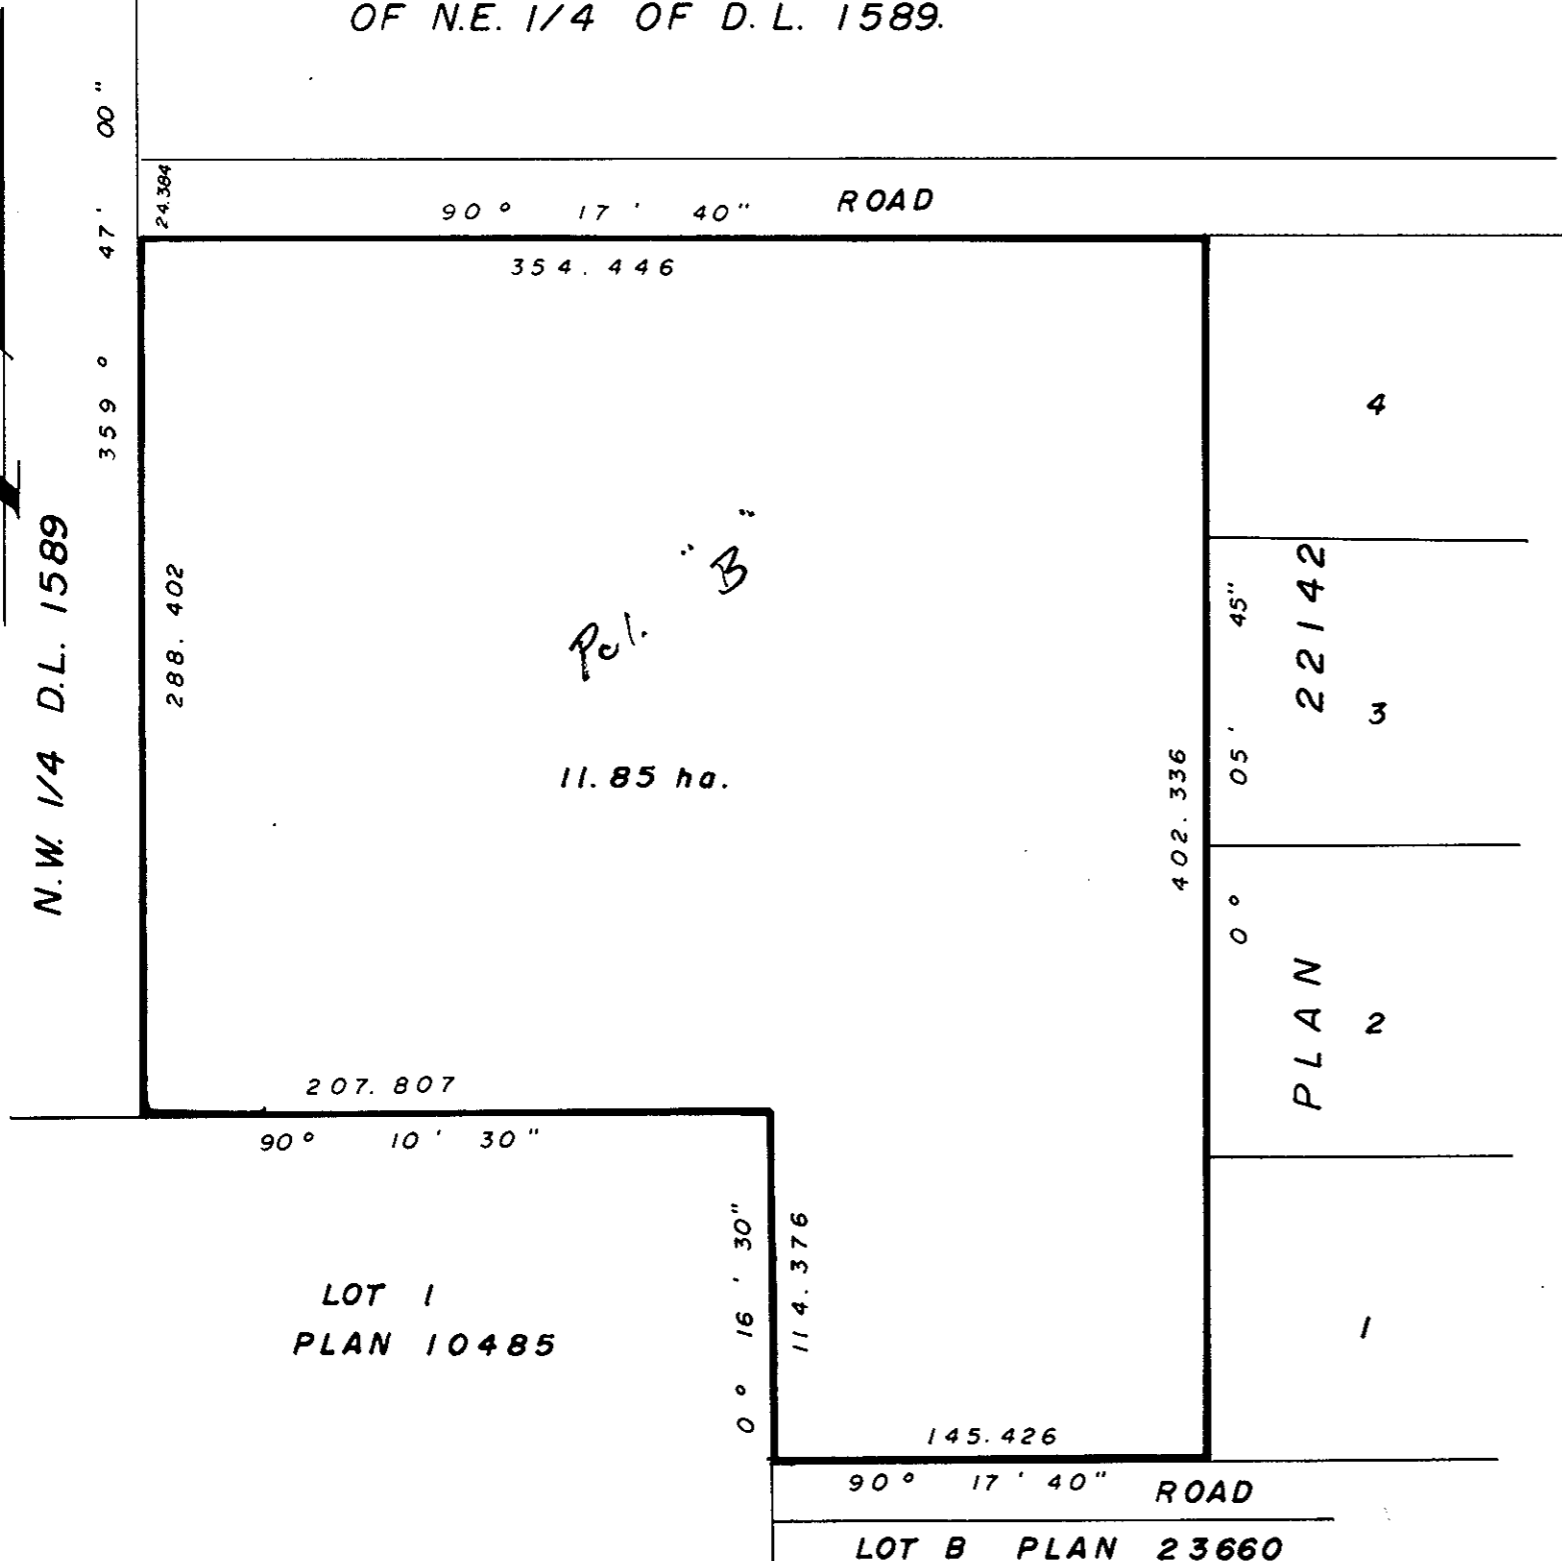 OF N.E. 1/4 OF D.L. 1589.
359° 47' 00"
24.384
90° 17' 40" ROAD
354.446
N.W. 1/4 D.L. 1589
288.402
Pcl. "B"
11.85 ha.
402.336
0° 05' 45"
PLAN 22142
4
3
2
1
207.807
90° 10' 30"
0° 16' 30"
114.376
LOT 1
PLAN 10485
145.426
90° 17' 40" ROAD
LOT B PLAN 23660